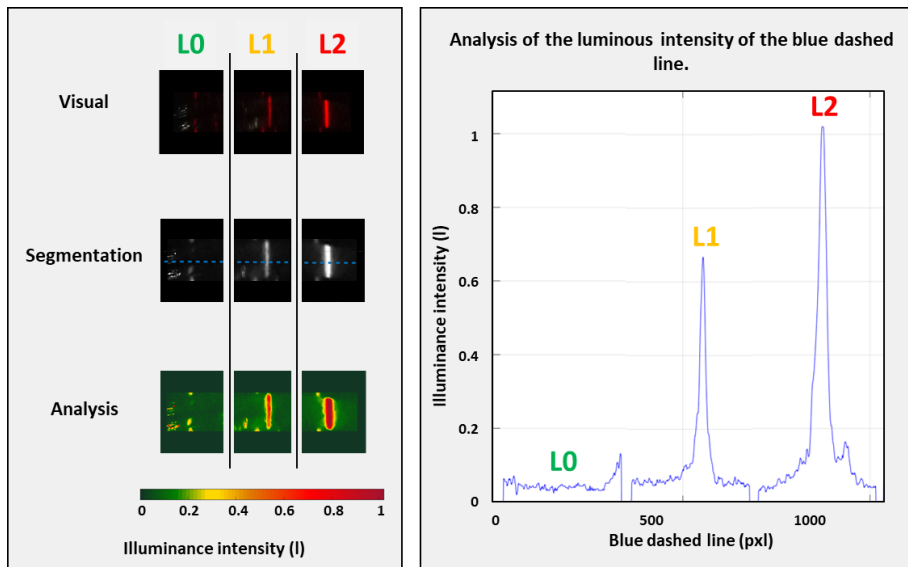 L0 L1 L2
Visual
Segmentation
Analysis
0 0.2 0.4 0.6 0.8 1
Illuminance intensity (I)
Analysis of the luminous intensity of the blue dashed
line.
Illuminance intensity (I)
1
0.8
0.6
0.4
0.2
0
L0
L1
L2
0 500 1000
Blue dashed line (pxl)